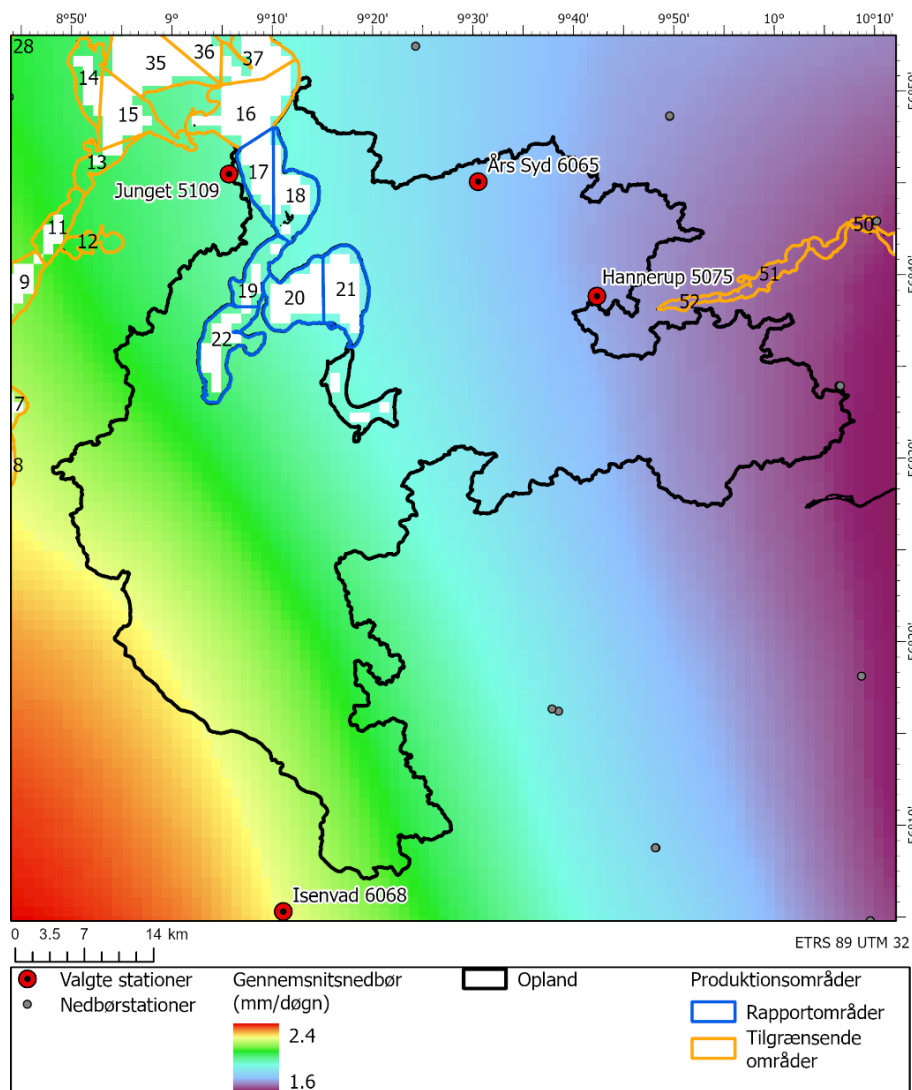 8°50' 9° 9°10' 9°20' 9°30' 9°40' 9°50' 10° 10°10'
28
36
35
37
14
15
16
13
17
Års Syd 6065
Junget 5109
18
11
12
50
9
19
20
21
Hannerup 5075
51
52
22
7
8
Isenvad 6068
0 3.5 7 14 km
ETRS 89 UTM 32
Valgte stationer
Nedbørstationer
Gennemsnitsnedbør
(mm/døgn)
2.4
1.6
Opland
Produktionsområder
Rapportområder
Tilgrænsende
områder